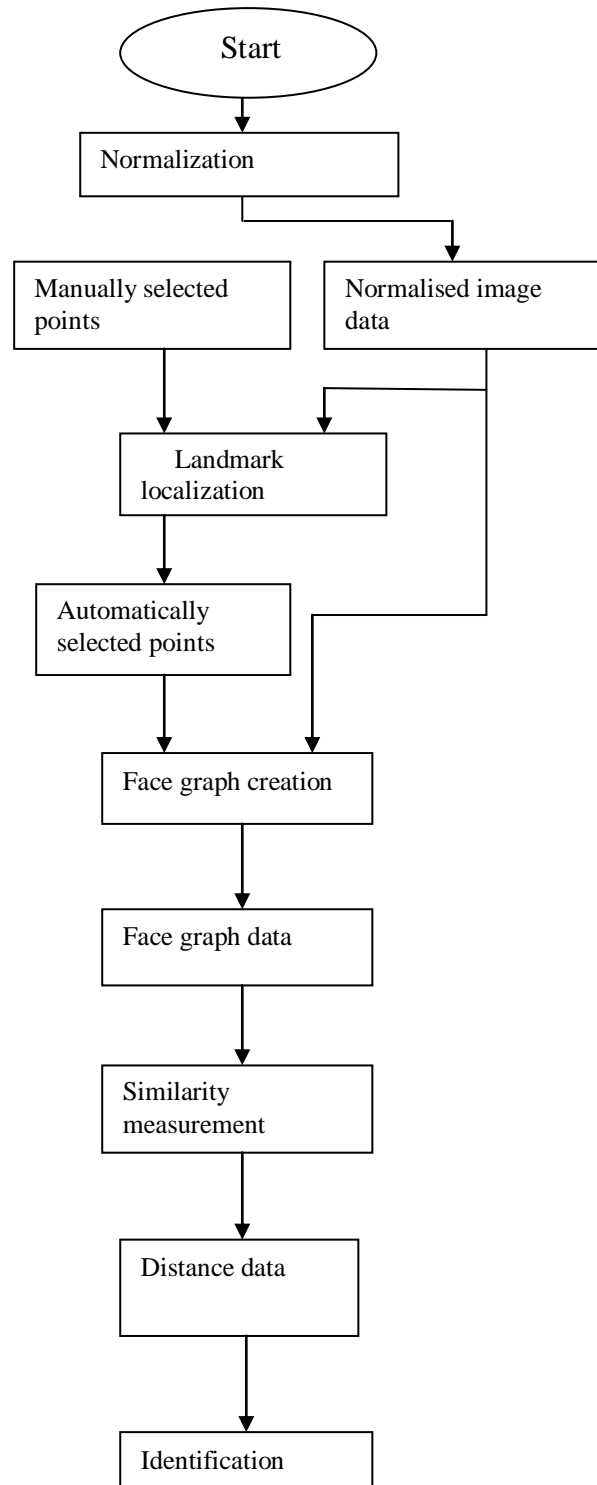 Start
Normalization
Manually selected
points
Normalised image
data
Landmark
localization
Automatically
selected points
Face graph creation
Face graph data
Similarity
measurement
Distance data
Identification